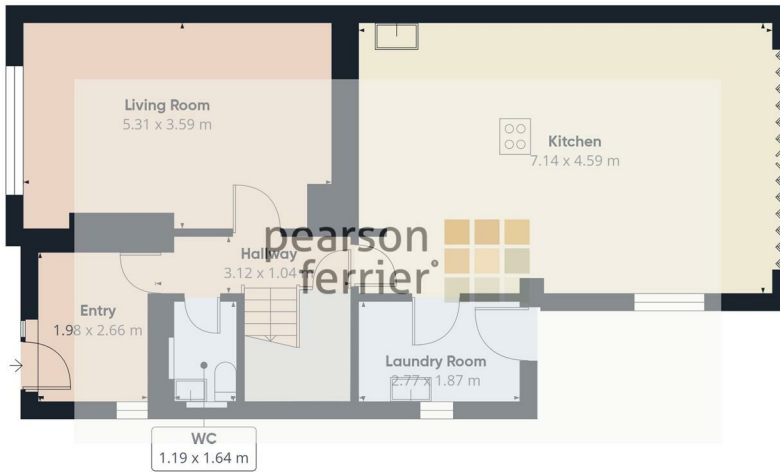 Living Room
5.31 x 3.59 m
Kitchen
7.14 x 4.59 m
pearson
ferrier
Hallway
3.12 x 1.04 m
Entry
1.98 x 2.66 m
Laundry Room
2.77 x 1.87 m
WC
1.19 x 1.64 m